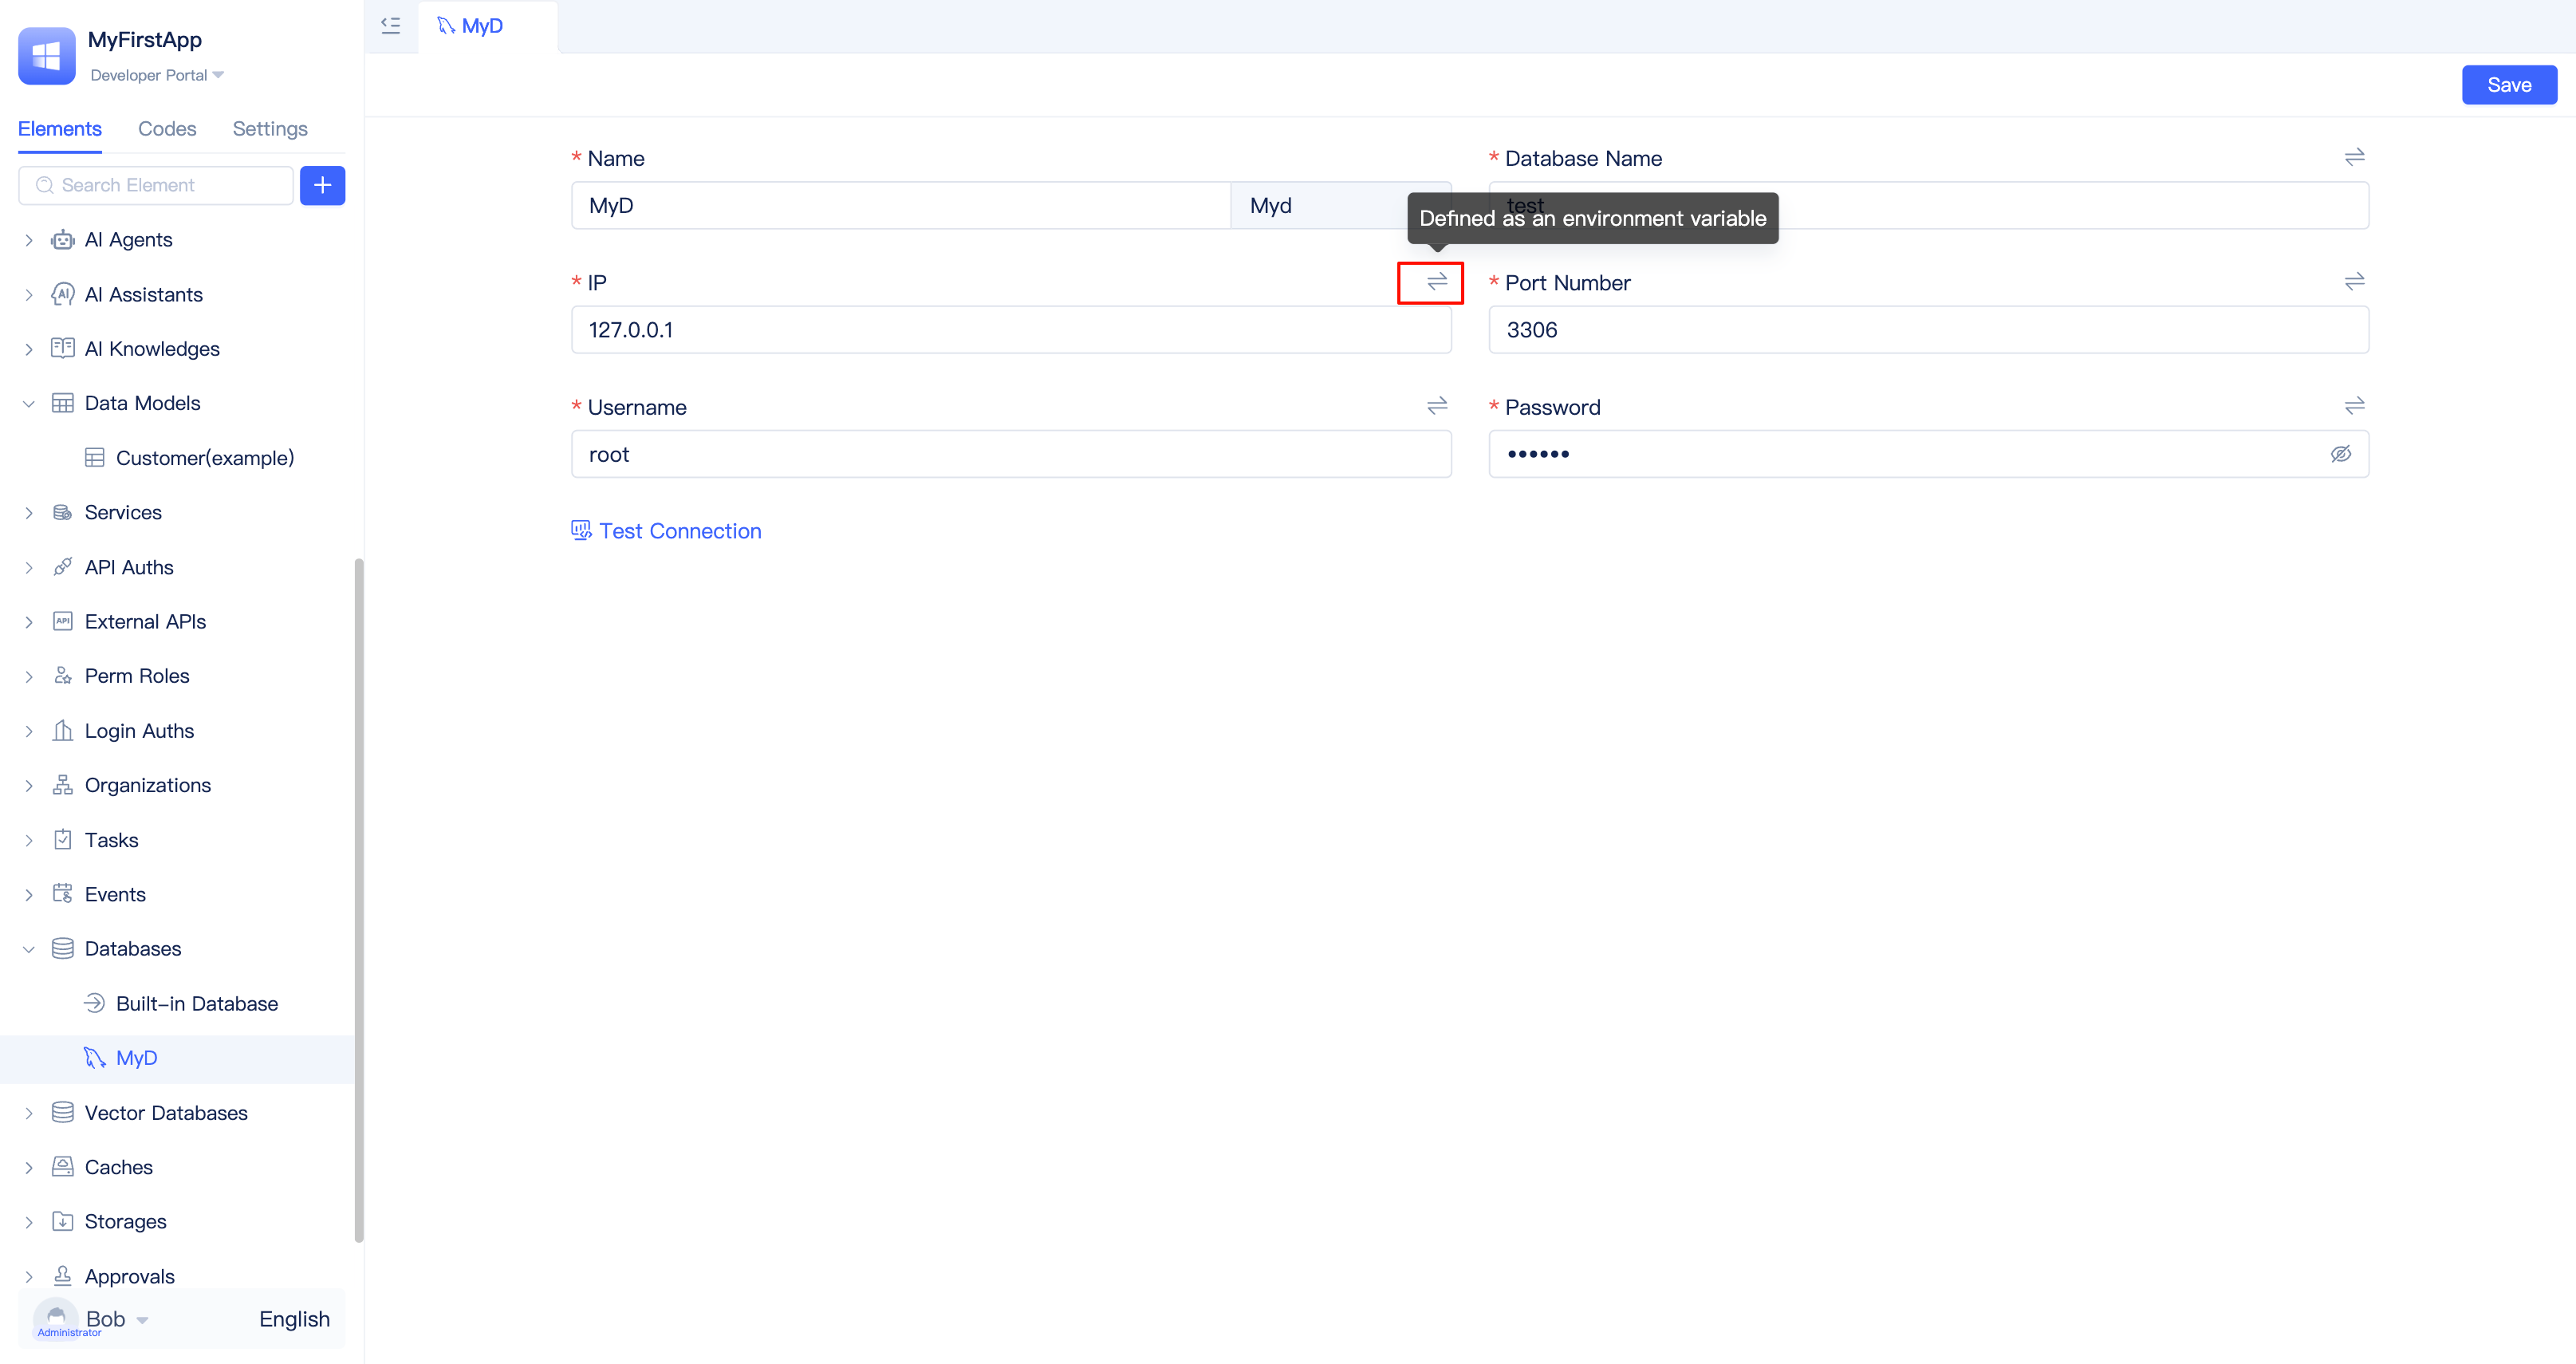 MyFirstApp
Developer Portal
Elements Codes Settings
Search Element
AI Agents
AI Assistants
AI Knowledges
Data Models
Customer(example)
Services
API Auths
External APIs
Perm Roles
Login Auths
Organizations
Tasks
Events
Databases
Built-in Database
MyD
Vector Databases
Caches
Storages
Approvals
Bob
Administrator
English
MyD
Save
* Name
MyD
Myd
* Database Name
test
Defined as an environment variable
* IP
127.0.0.1
* Port Number
3306
* Username
root
* Password
••••••
Test Connection